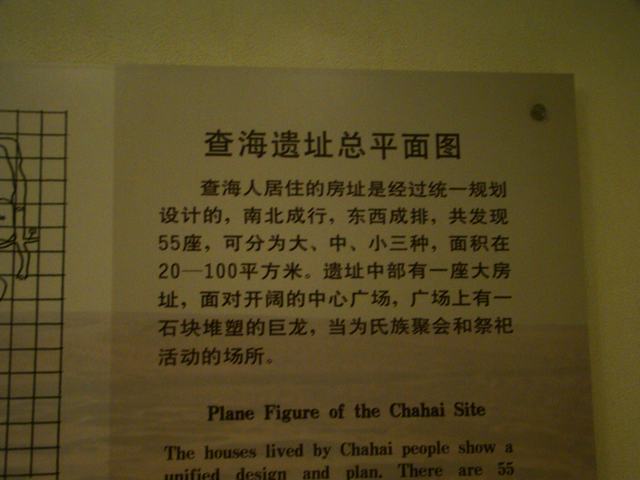 查海遗址总平面图
查海人居住的房址是经过统一规划
设计的，南北成行，东西成排，共发现
55座，可分为大、中、小三种，面积在
20—100平方米。遗址中部有一座大房
址，面对开阔的中心广场，广场上有一
石块堆塑的巨龙，当为氏族聚会和祭祀
活动的场所。
Plane Figure of the Chahai Site
The houses lived by Chahai people show a
unified design and plan. There are 55